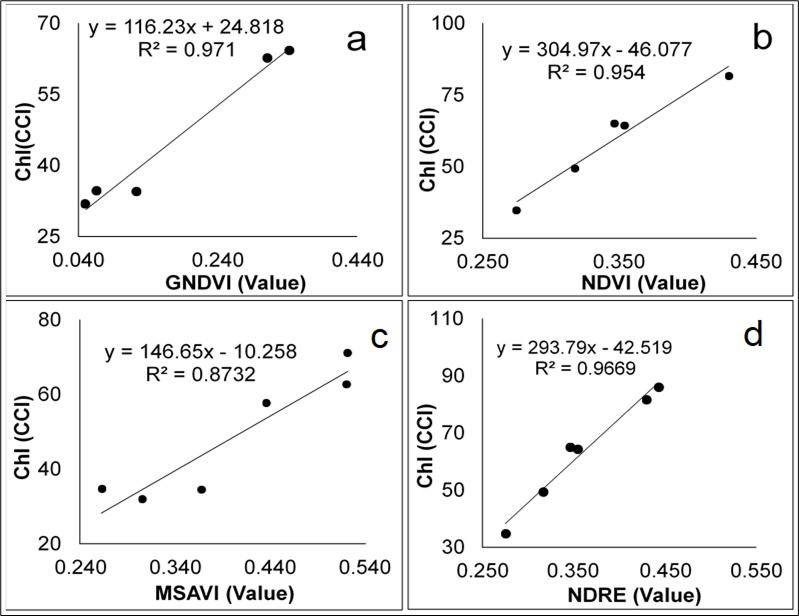 y = 116.23x + 24.818
R² = 0.971
a
70
55
40
25
Chl(CCI)
0.040
0.240
0.440
GNDVI (Value)
y = 304.97x - 46.077
R² = 0.954
b
100
75
50
25
Chl (CCI)
0.250
0.350
0.450
NDVI (Value)
y = 146.65x - 10.258
R² = 0.8732
c
80
60
40
20
Chl (CCI)
0.240
0.340
0.440
0.540
MSAVI (Value)
y = 293.79x - 42.519
R² = 0.9669
d
110
90
70
50
30
Chl (CCI)
0.250
0.350
0.450
0.550
NDRE (Value)